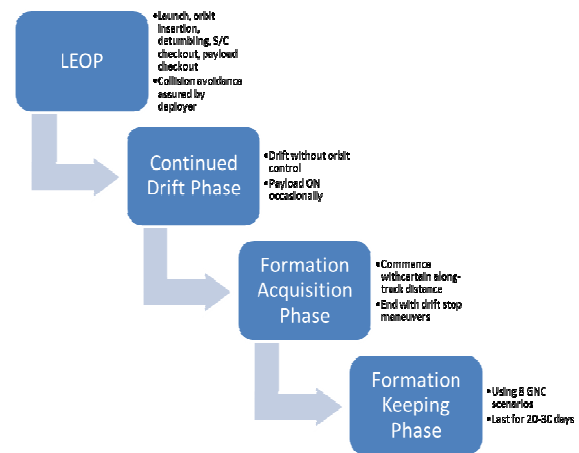 LEOP
•Launch, orbit
insertion,
detumbling, S/C
checkout, payload
checkout
•Collision avoidance
assured by
deployer
Continued
Drift Phase
•Drift without orbit
control
•Payload ON
occasionally
Formation
Acquisition
Phase
•Commence
withcertain along-
track distance
•End with drift stop
maneuvers
Formation
Keeping
Phase
•Using GNC
scenarios
•Last for 20-30 days